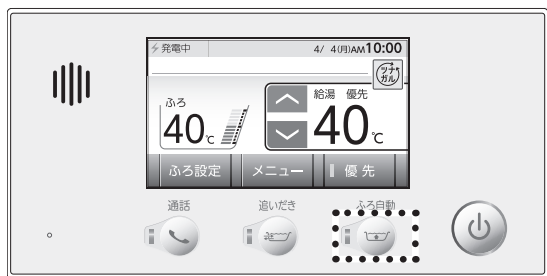 発電中 4/ 4(月)AM10:00
ツナ
ガル
ふろ 給湯 優先
40℃ 40℃
ふろ設定 メニュー 優先
通話 追いだき ふろ自動